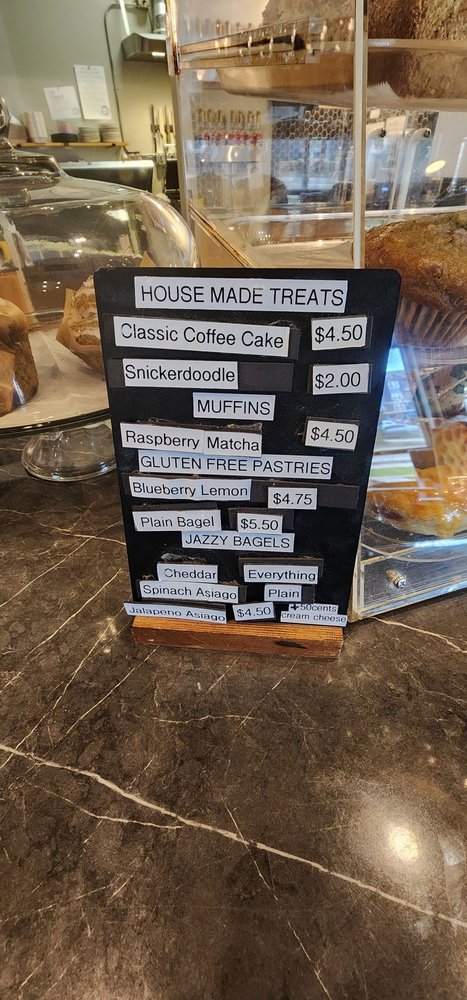 HOUSE MADE TREATS
Classic Coffee Cake $4.50
Snickerdoodle $2.00
MUFFINS
Raspberry Matcha $4.50
GLUTEN FREE PASTRIES
Blueberry Lemon $4.75
Plain Bagel $5.50
JAZZY BAGELS
Cheddar Everything
Spinach Asiago Plain
Jalapeno Asiago $4.50 +50cents
cream cheese